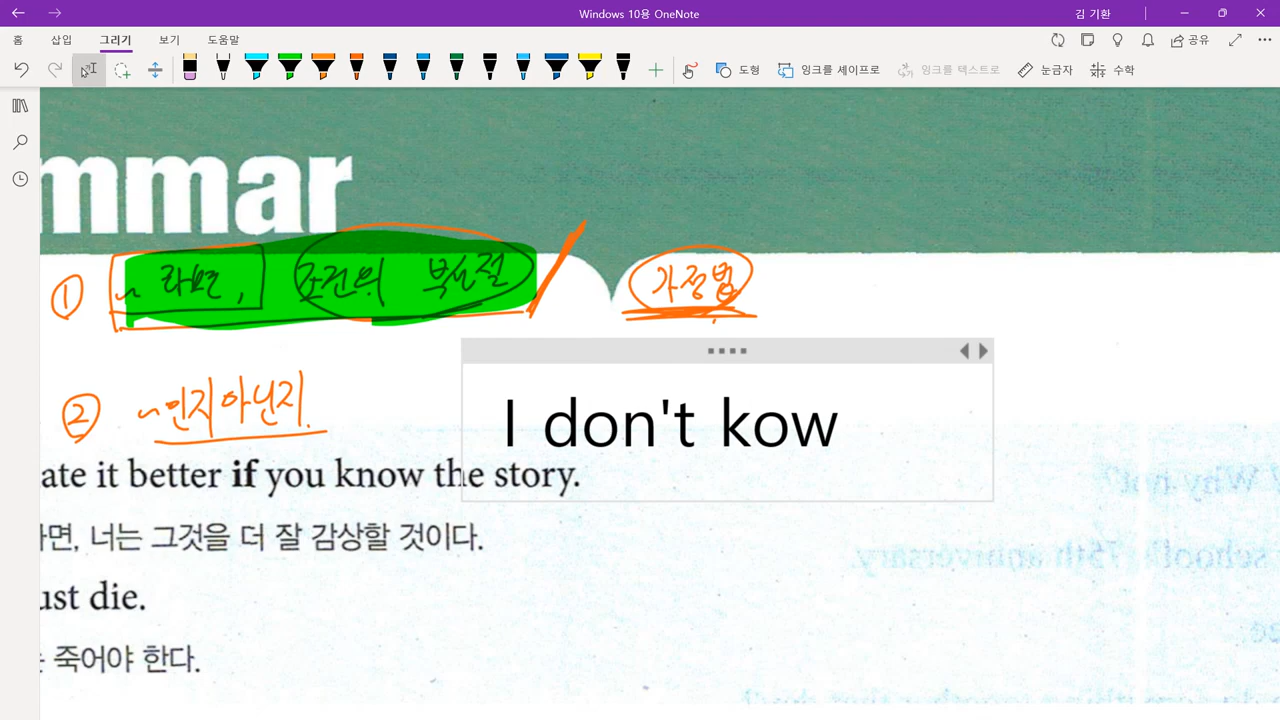 Windows 10용 OneNote
김 기환
홈 삽입 그리기 보기 도움말
공유
도형 잉크를 셰이프로 잉크를 텍스트로 눈금자 수학
mmar
① ~라면, 조건의 부사절 / 가정법
② ~인지 아닌지.
I don't kow
ate it better if you know the story.
면, 너는 그것을 더 잘 감상할 것이다.
ust die.
죽어야 한다.